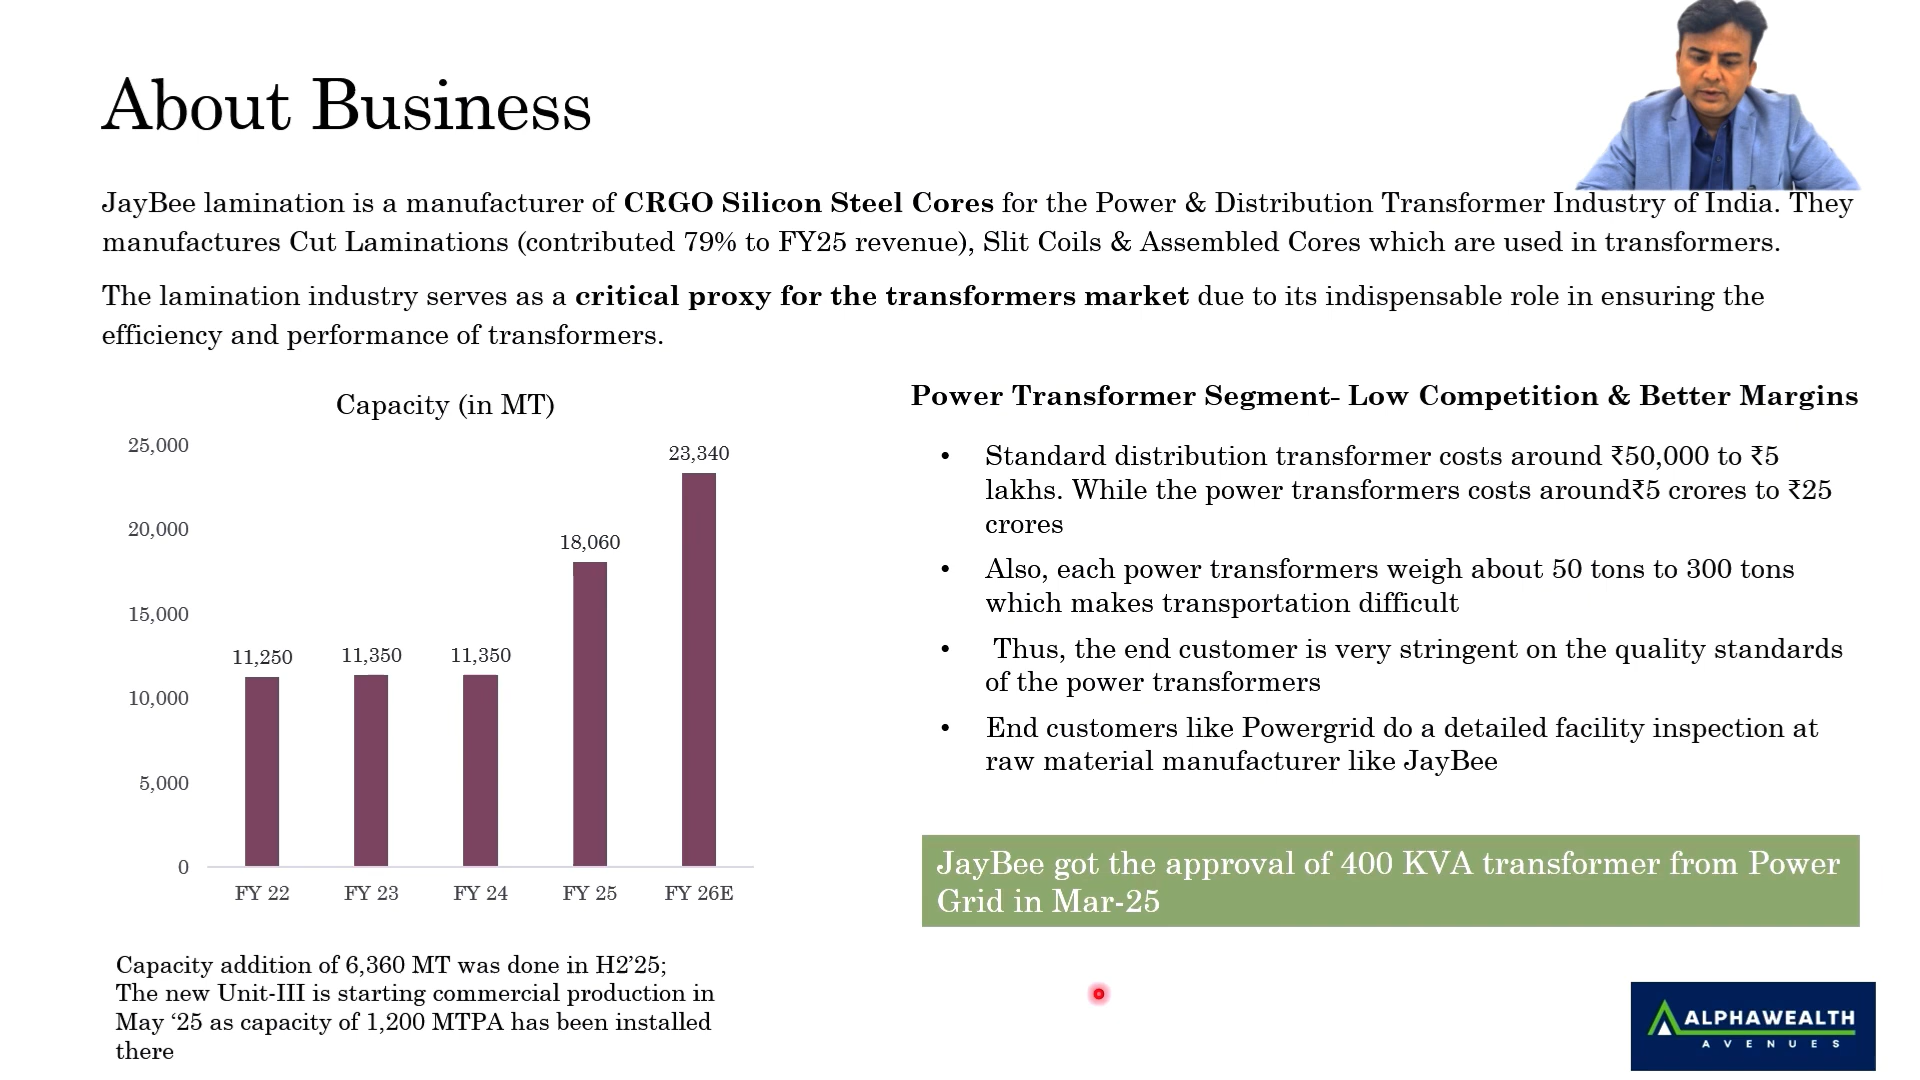 About Business
JayBee lamination is a manufacturer of CRGO Silicon Steel Cores for the Power & Distribution Transformer Industry of India. They
manufactures Cut Laminations (contributed 79% to FY25 revenue), Slit Coils & Assembled Cores which are used in transformers.
The lamination industry serves as a critical proxy for the transformers market due to its indispensable role in ensuring the
efficiency and performance of transformers.
Capacity (in MT)
25,000
20,000
15,000
10,000
5,000
0
11,250
11,350
11,350
18,060
23,340
FY 22
FY 23
FY 24
FY 25
FY 26E
Capacity addition of 6,360 MT was done in H2’25;
The new Unit-III is starting commercial production in
May ‘25 as capacity of 1,200 MTPA has been installed
there
Power Transformer Segment- Low Competition & Better Margins
• Standard distribution transformer costs around ₹50,000 to ₹5
lakhs. While the power transformers costs around₹5 crores to ₹25
crores
• Also, each power transformers weigh about 50 tons to 300 tons
which makes transportation difficult
• Thus, the end customer is very stringent on the quality standards
of the power transformers
• End customers like Powergrid do a detailed facility inspection at
raw material manufacturer like JayBee
JayBee got the approval of 400 KVA transformer from Power
Grid in Mar-25
ALPHAWEALTH
AVENUES